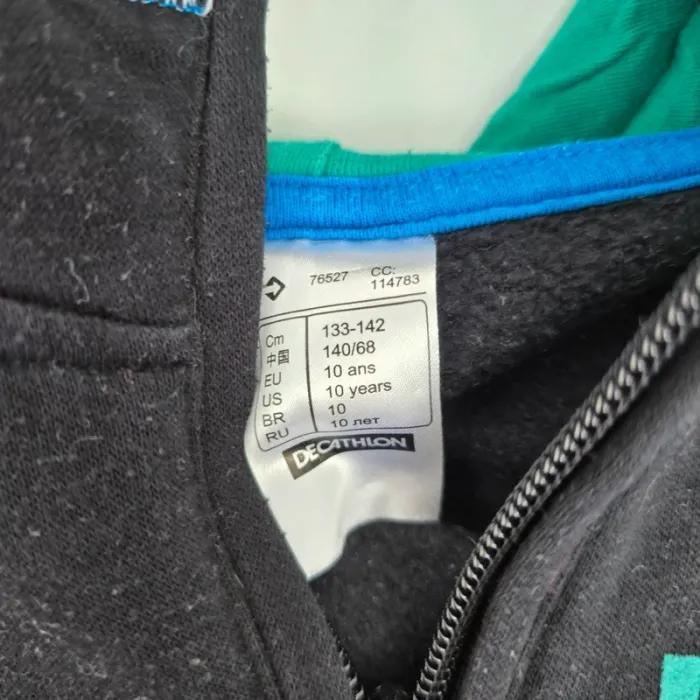 76527 CC:
114783
Cm 133-142
中国 140/68
EU 10 ans
US 10 years
BR 10
RU 10 лет
DECATHLON